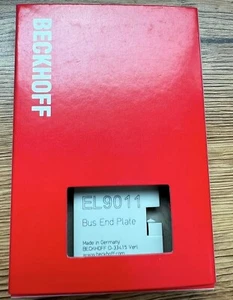 BECKHOFF
EL9011
Bus End Plate
Made in Germany
BECKHOFF D-33415 Verl
www.beckhoff.com